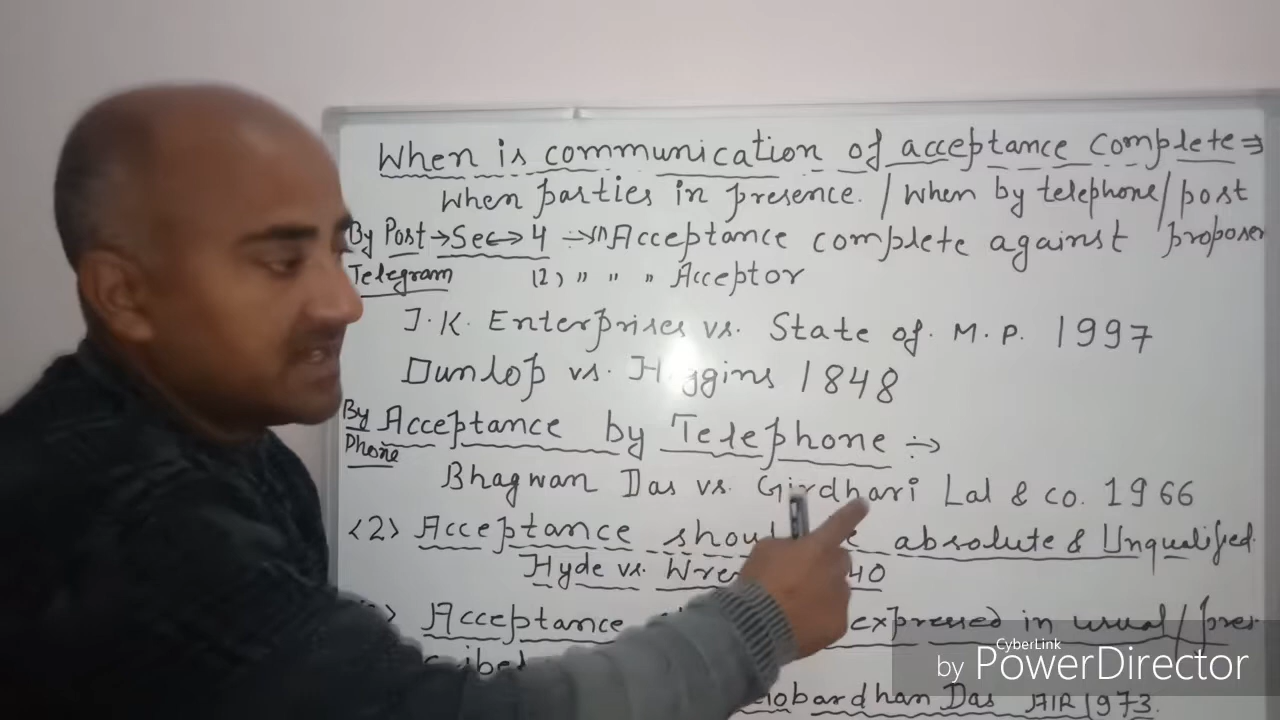 When is communication of acceptance complete ⇒
When parties in presence. / When by telephone/post
By Post → Sec → 4 ÷ (1) Acceptance complete against proposer
Telegram (2) " " " Acceptor
J.K. Enterprises vs. State of. M.P. 1997
Dunlop vs. Higgins 1848
By Acceptance by Telephone ÷→
Phone
Bhagwan Das vs. Girdhari Lal & co. 1966
(2) Acceptance absolute & Unqualified.
Hyde vs. 40
Acceptance expressed in usual/pres-
cribed
Das AIR 1973.
CyberLink
by PowerDirector